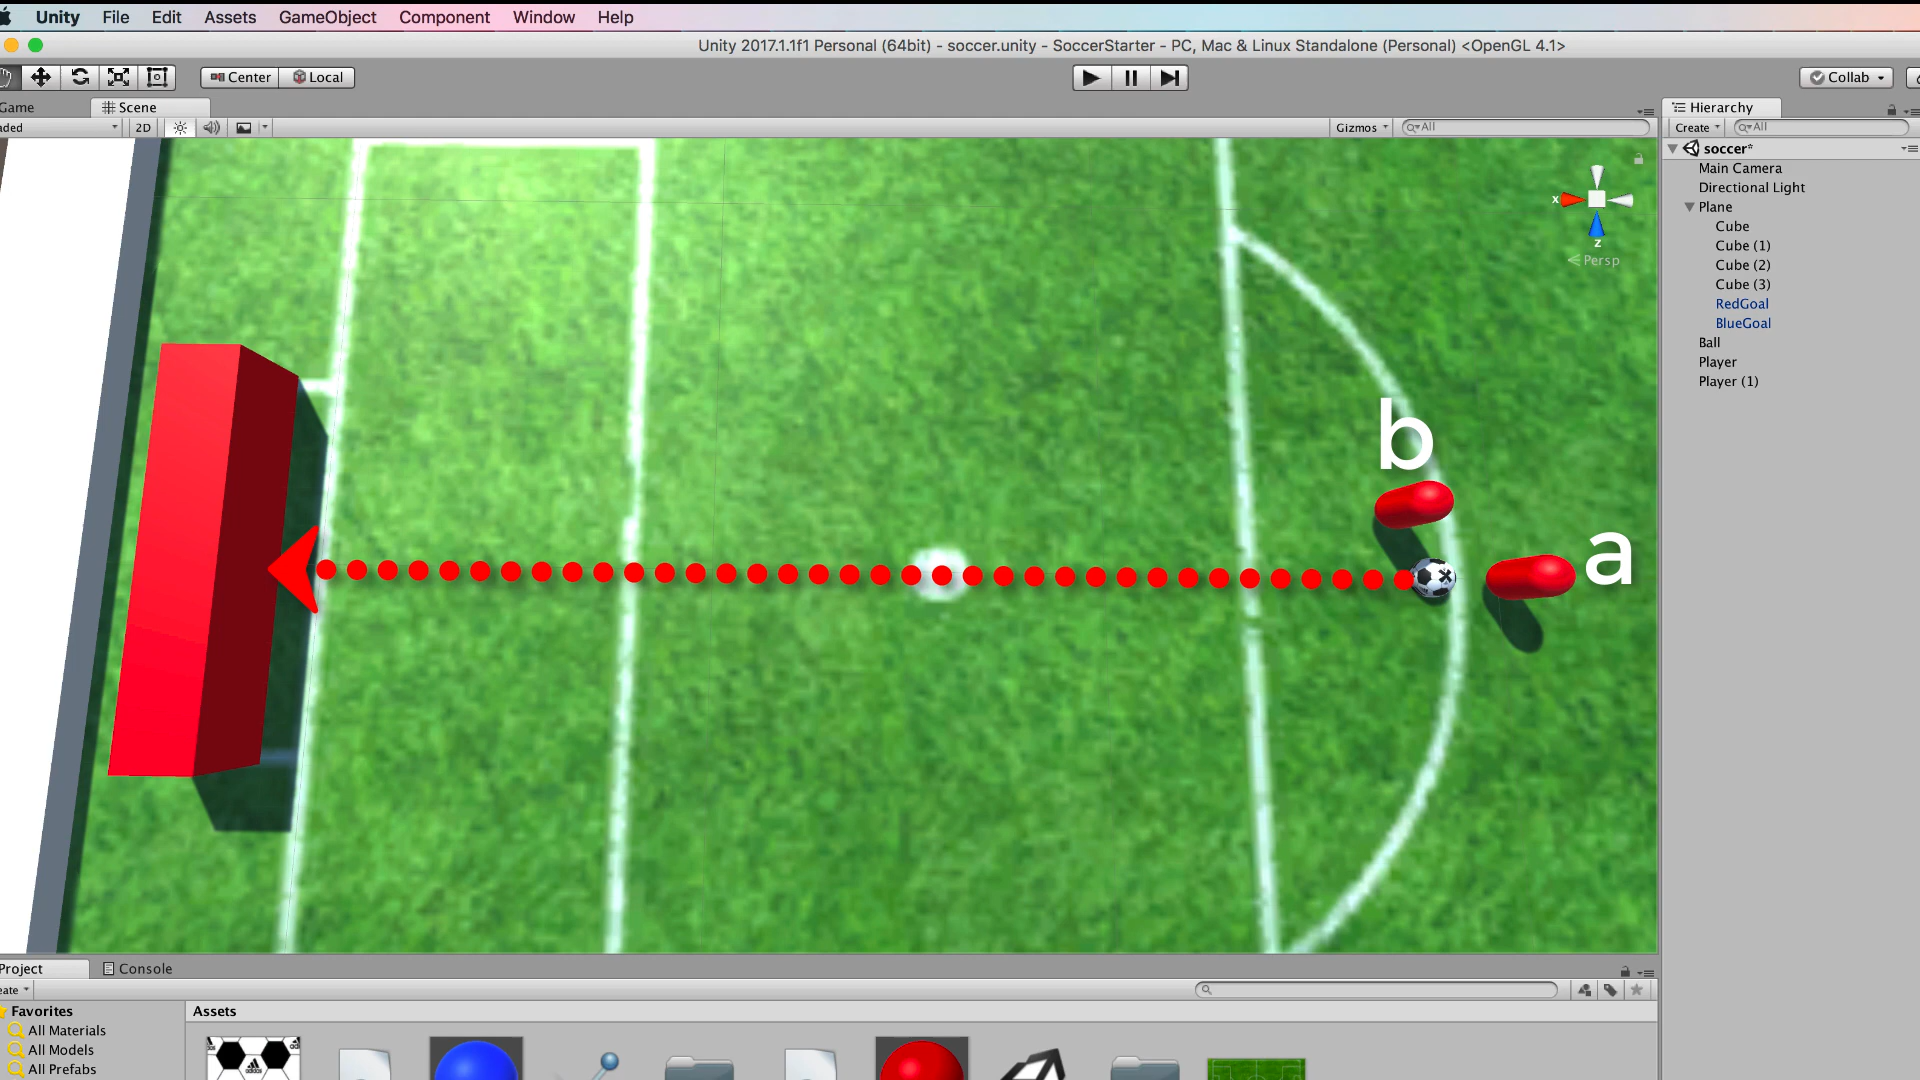 Unity File Edit Assets GameObject Component Window Help
Unity 2017.1.1f1 Personal (64bit) - soccer.unity - SoccerStarter - PC, Mac & Linux Standalone (Personal) <OpenGL 4.1>
Center Local Collab
Game Scene Hierarchy
aded 2D Gizmos All Create All
soccer*
Main Camera
Directional Light
Plane
Cube
Cube (1)
Cube (2)
Cube (3)
RedGoal
BlueGoal
Ball
Player
Player (1)
x
z
Persp
b
a
Project Console
eate
Favorites
All Materials
All Models
All Prefabs
Assets